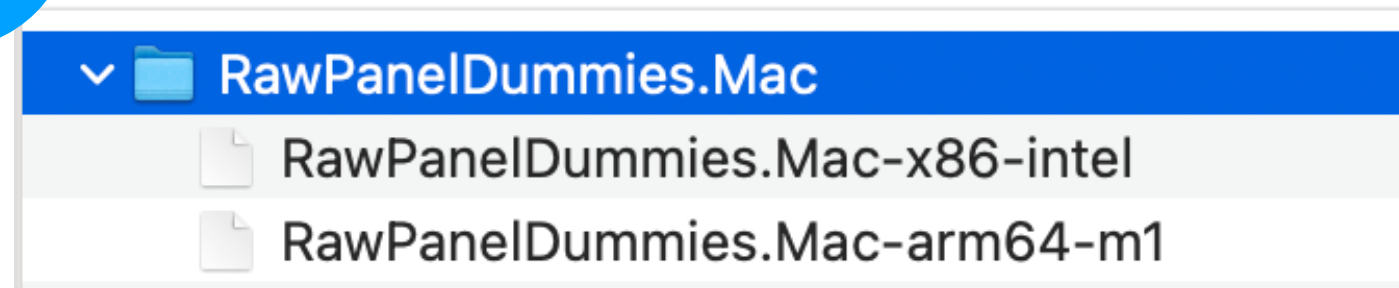 RawPanelDummies.Mac
RawPanelDummies.Mac-x86-intel
RawPanelDummies.Mac-arm64-m1